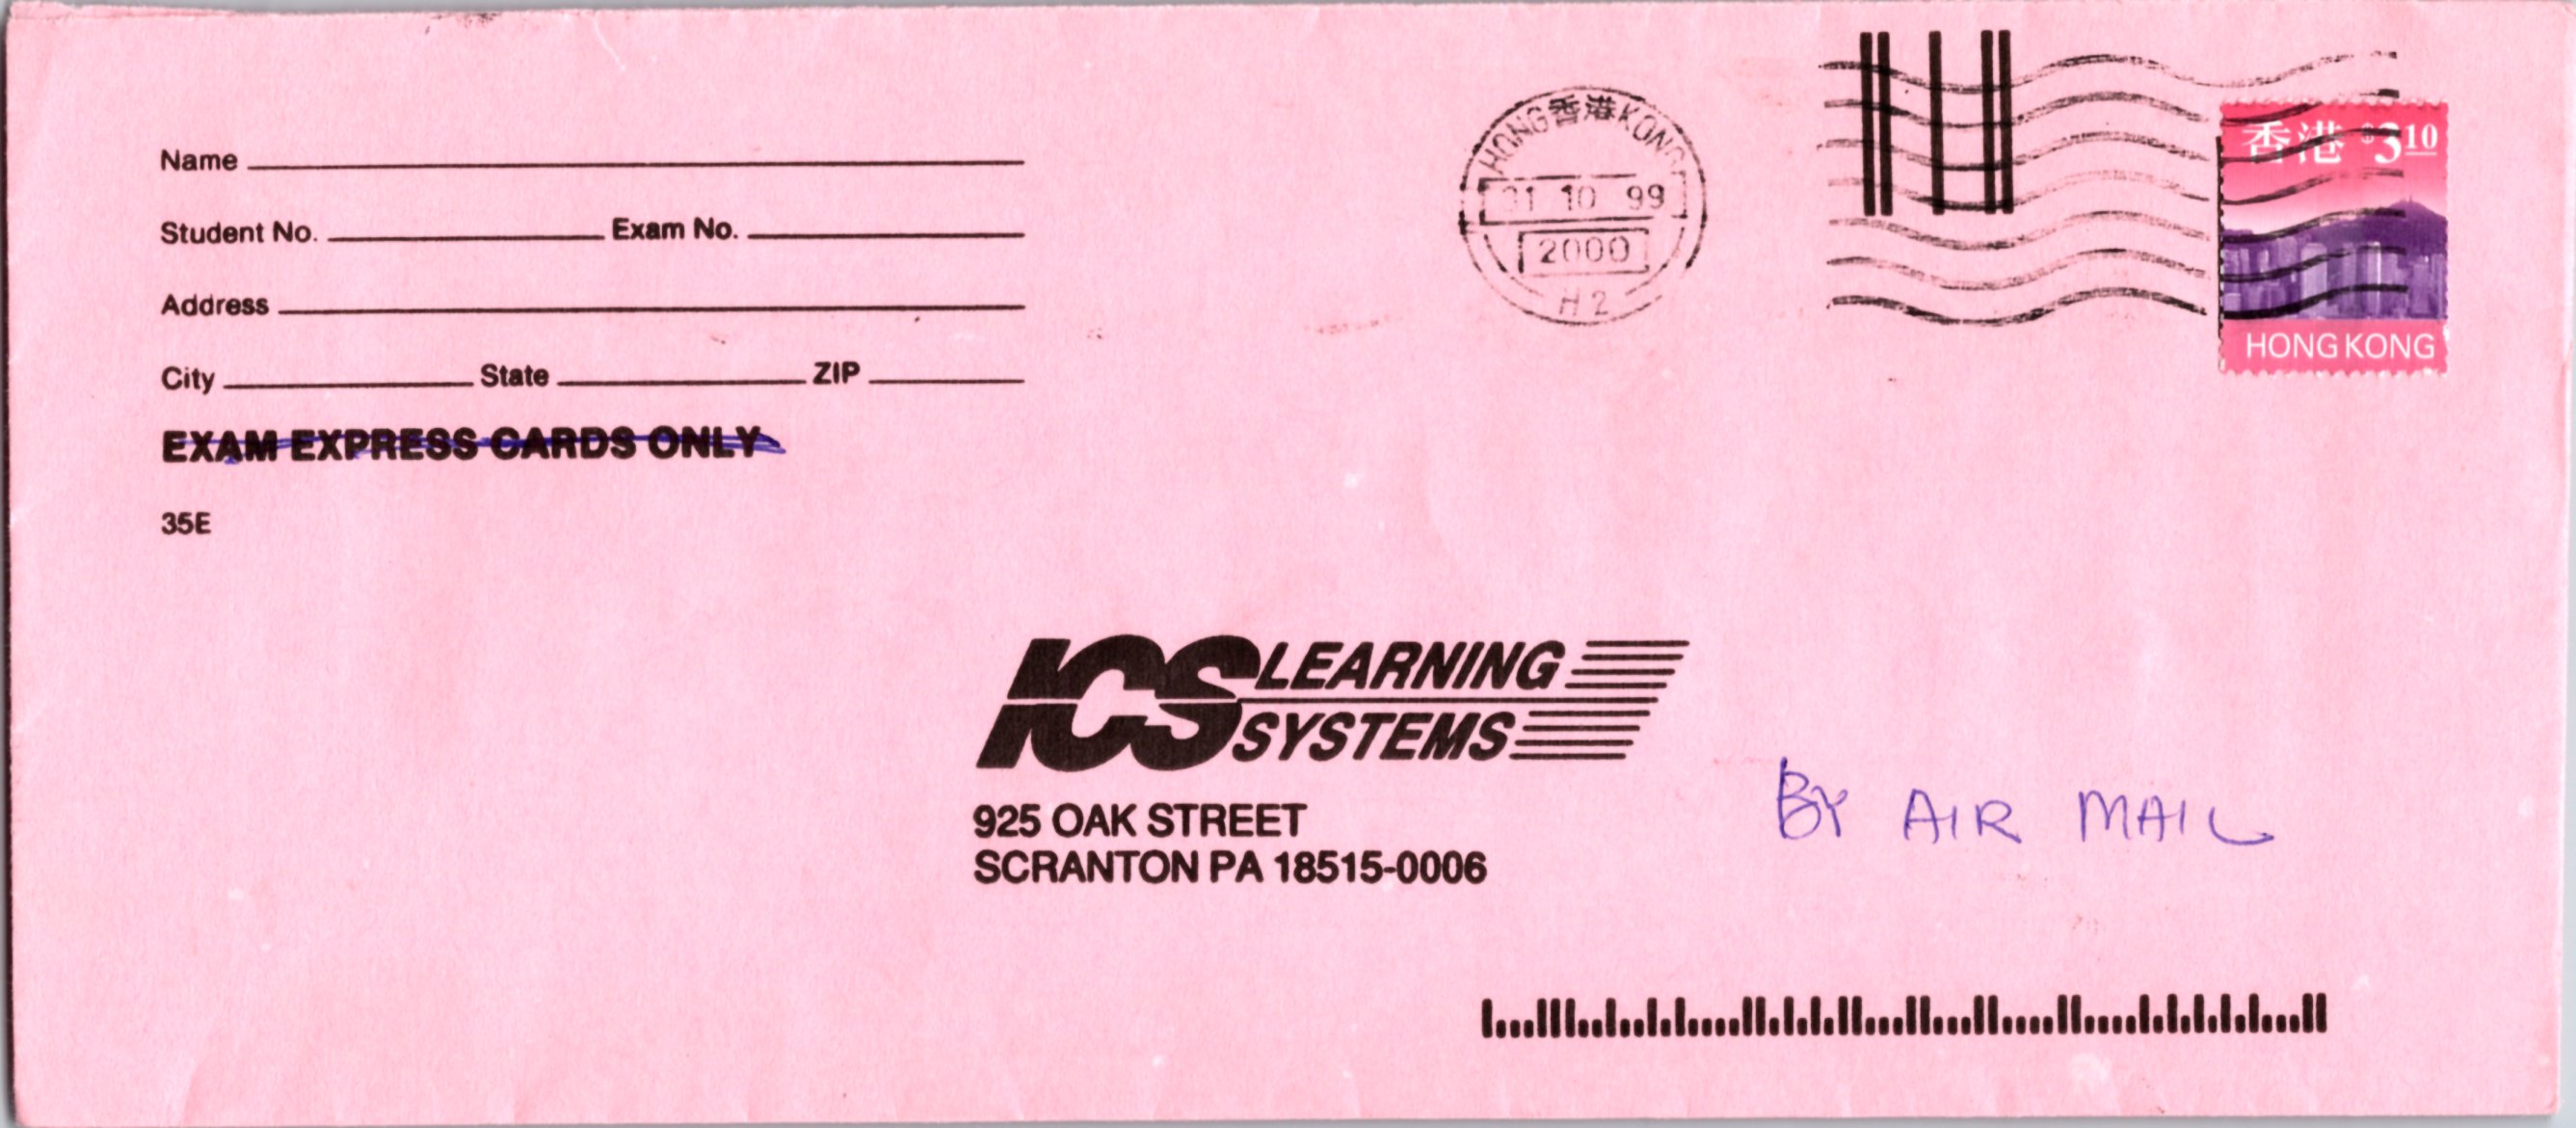 Name
Student No. Exam No.
Address
City State ZIP
EXAM EXPRESS CARDS ONLY
35E
HONG 香港 KONG
31 10 99
2000
H2
香港 $3.10
HONG KONG
ICS LEARNING SYSTEMS
925 OAK STREET
SCRANTON PA 18515-0006
BY AIR MAIL